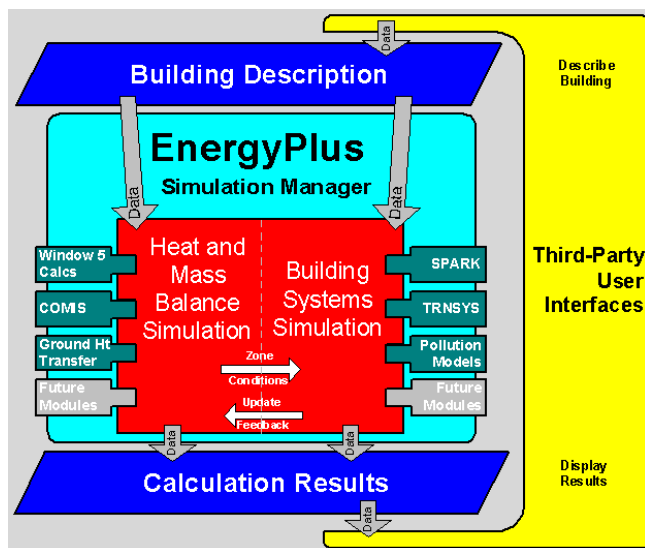 Data
Building Description
Describe
Building
EnergyPlus
Simulation Manager
Data
Data
Window 5
Calcs
COMIS
Ground Ht
Transfer
Future
Modules
Heat and
Mass
Balance
Simulation
Building
Systems
Simulation
Zone
Conditions
Update
Feedback
SPARK
TRNSYS
Pollution
Models
Future
Modules
Third-Party
User
Interfaces
Data
Data
Calculation Results
Display
Results
Data